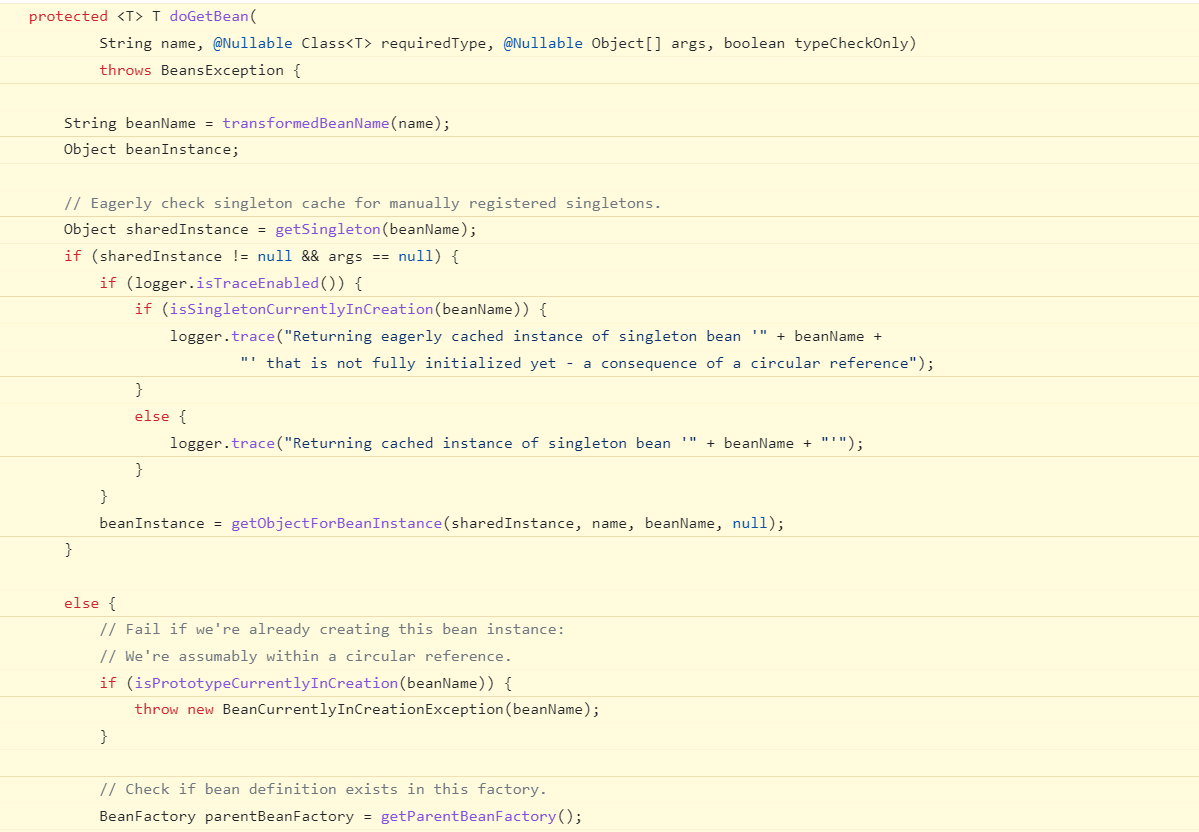 protected <T> T doGetBean(
String name, @Nullable Class<T> requiredType, @Nullable Object[] args, boolean typeCheckOnly)
throws BeansException {
String beanName = transformedBeanName(name);
Object beanInstance;
// Eagerly check singleton cache for manually registered singletons.
Object sharedInstance = getSingleton(beanName);
if (sharedInstance != null && args == null) {
if (logger.isTraceEnabled()) {
if (isSingletonCurrentlyInCreation(beanName)) {
logger.trace("Returning eagerly cached instance of singleton bean '" + beanName +
"' that is not fully initialized yet - a consequence of a circular reference");
}
else {
logger.trace("Returning cached instance of singleton bean '" + beanName + "'");
}
}
beanInstance = getObjectForBeanInstance(sharedInstance, name, beanName, null);
}
else {
// Fail if we're already creating this bean instance:
// We're assumably within a circular reference.
if (isPrototypeCurrentlyInCreation(beanName)) {
throw new BeanCurrentlyInCreationException(beanName);
}
// Check if bean definition exists in this factory.
BeanFactory parentBeanFactory = getParentBeanFactory();